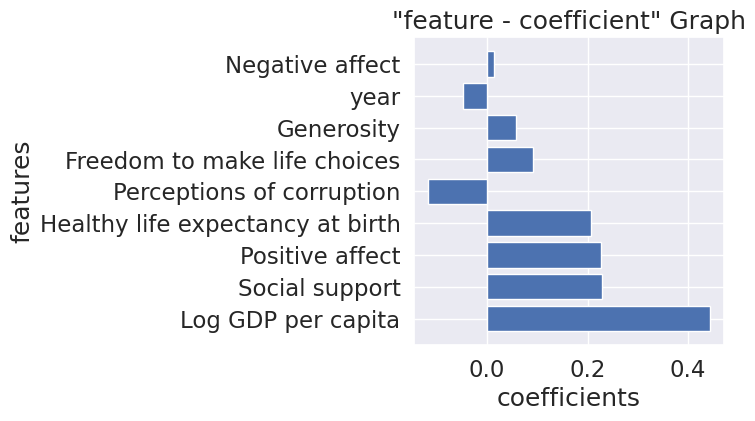 "feature - coefficient" Graph
features
Negative affect
year
Generosity
Freedom to make life choices
Perceptions of corruption
Healthy life expectancy at birth
Positive affect
Social support
Log GDP per capita
0.0 0.2 0.4
coefficients